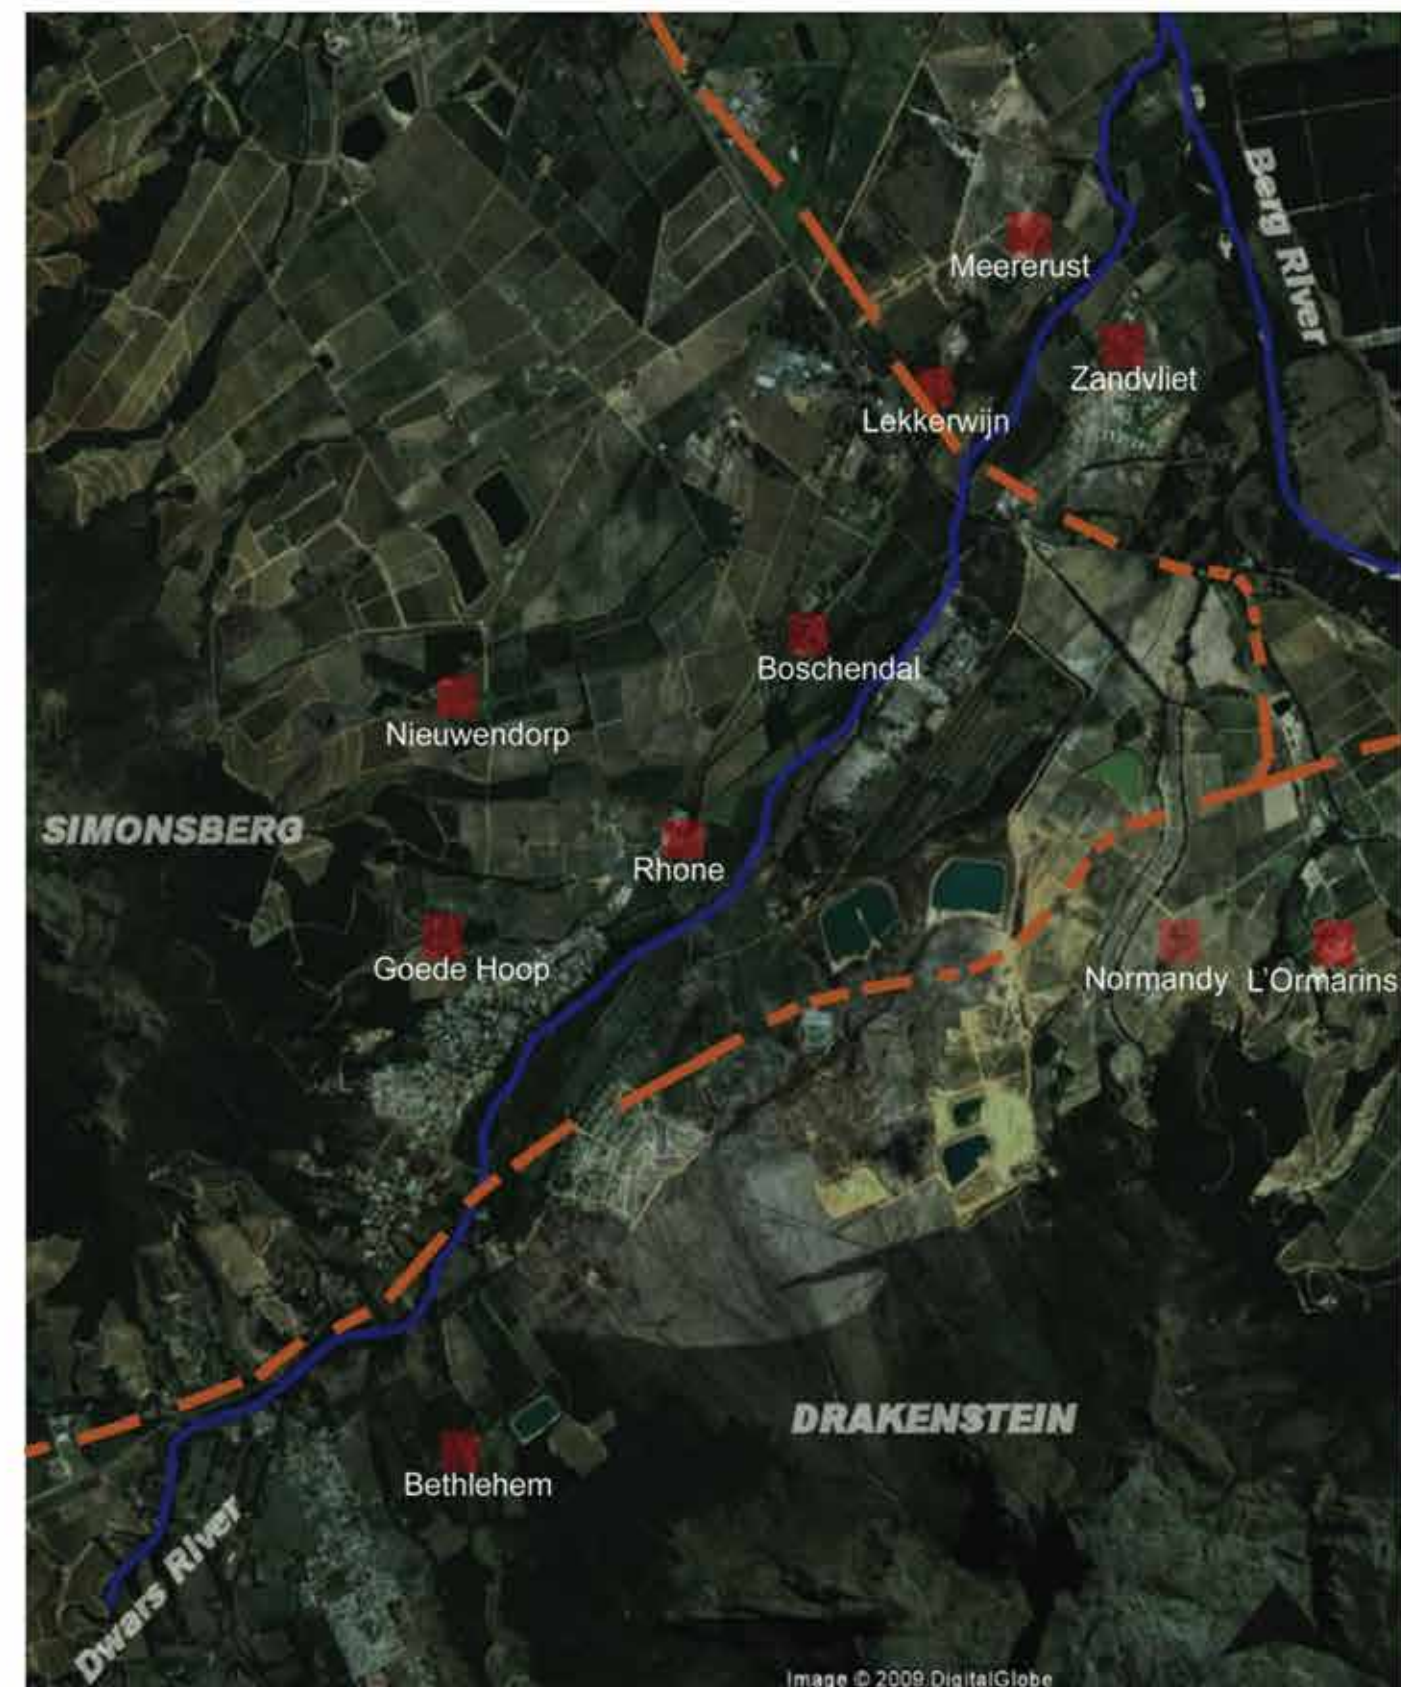 Berg River
Meererust
Zandvliet
Lekkerwijn
Boschendal
Nieuwendorp
SIMONSBERG
Rhone
Goede Hoop
Normandy
L'Ormarins
DRAKENSTEIN
Bethlehem
Dwars River
Image © 2009 DigitalGlobe